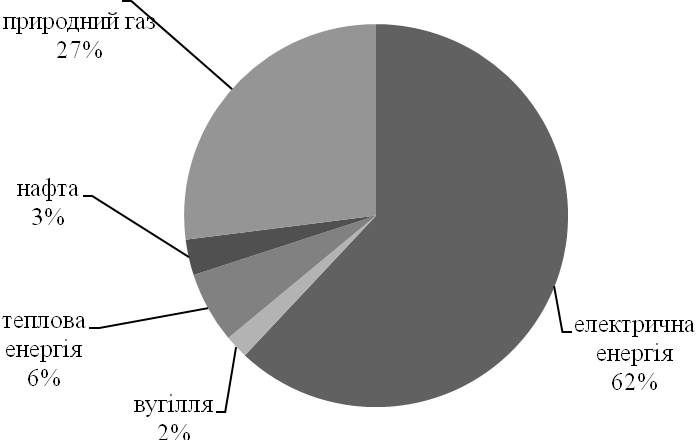 природний газ
27%
нафта
3%
теплова
енергія
6%
вугілля
2%
електрична
енергія
62%